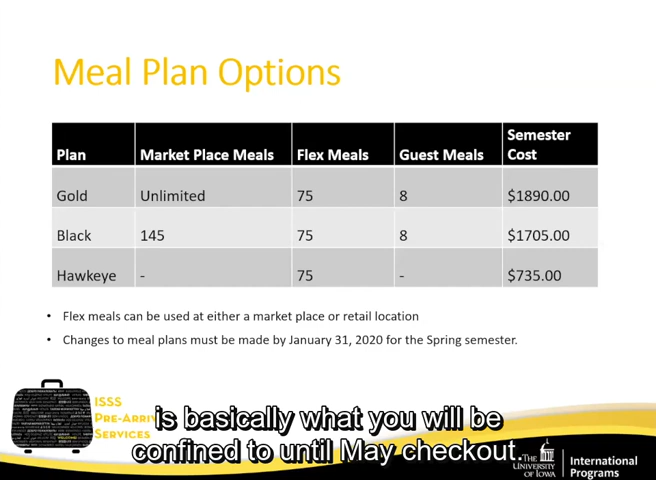 Meal Plan Options
Semester
Plan Market Place Meals Flex Meals Guest Meals Cost
Gold Unlimited 75 8 $1890.00
Black 145 75 8 $1705.00
Hawkeye - 75 - $735.00
• Flex meals can be used at either a market place or retail location
• Changes to meal plans must be made by January 31, 2020 for the Spring semester.
ISSS
PRE-ARRIV
SERVICES
is basically what you will be
confined to until May checkout.
THE
UNIVERSITY
OF IOWA
International
Programs